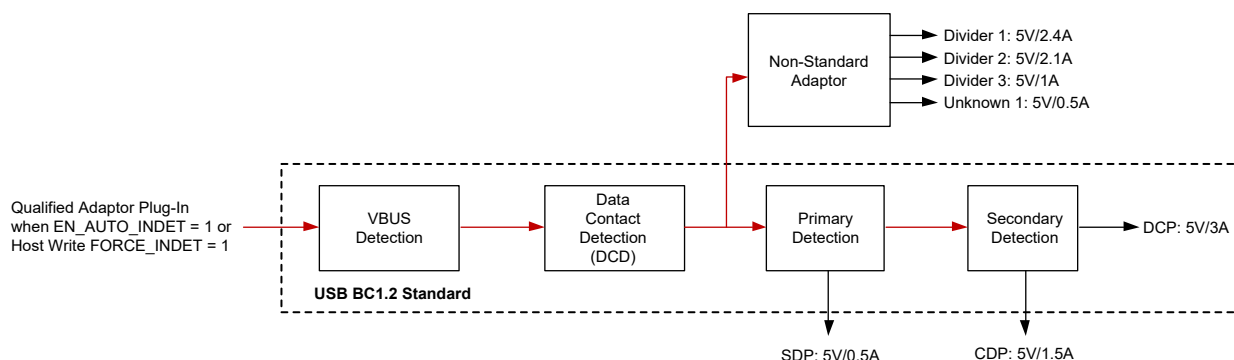 Non-Standard
Adaptor
Divider 1: 5V/2.4A
Divider 2: 5V/2.1A
Divider 3: 5V/1A
Unknown 1: 5V/0.5A
Qualified Adaptor Plug-In
when EN_AUTO_INDET = 1 or
Host Write FORCE_INDET = 1
VBUS
Detection
Data
Contact
Detection
(DCD)
Primary
Detection
Secondary
Detection
DCP: 5V/3A
USB BC1.2 Standard
SDP: 5V/0.5A
CDP: 5V/1.5A